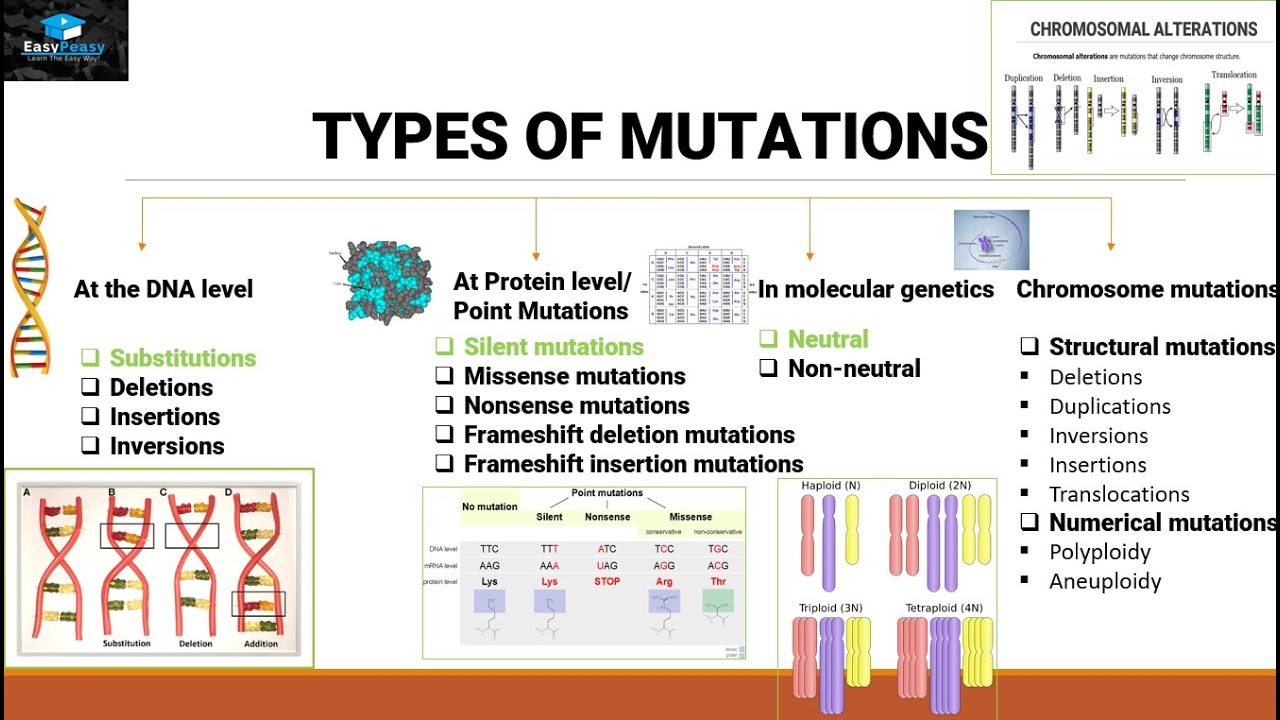 EasyPeasy
Learn The Easy Way!
CHROMOSOMAL ALTERATIONS
Chromosomal alterations are mutations that change chromosome structure.
Duplication Deletion Insertion Inversion Translocation
TYPES OF MUTATIONS
At the DNA level
Substitutions
Deletions
Insertions
Inversions
A B C D
Substitution Deletion Addition
At Protein level/
Point Mutations
Silent mutations
Missense mutations
Nonsense mutations
Frameshift deletion mutations
Frameshift insertion mutations
Point mutations
No mutation
Silent Nonsense Missense
conservative non-conservative
DNA level TTC TTT ATC TCC TGC
mRNA level AAG AAA UAG AGG ACG
protein level Lys Lys STOP Arg Thr
basic
polar
In molecular genetics
Neutral
Non-neutral
Haploid (N) Diploid (2N)
Triploid (3N) Tetraploid (4N)
Chromosome mutations
Structural mutations
Deletions
Duplications
Inversions
Insertions
Translocations
Numerical mutations
Polyploidy
Aneuploidy